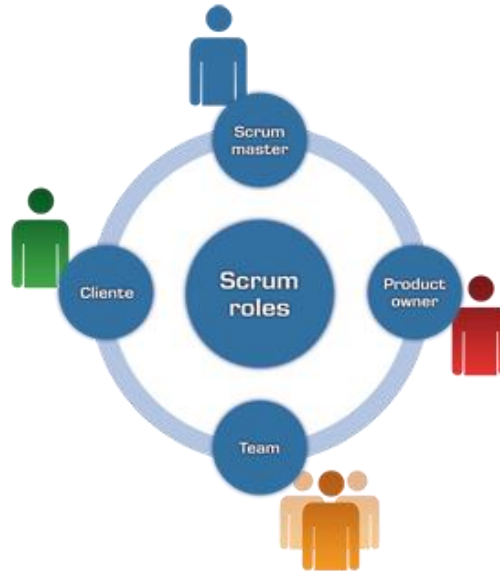 Scrum
master
Cliente
Scrum
roles
Product
owner
Team